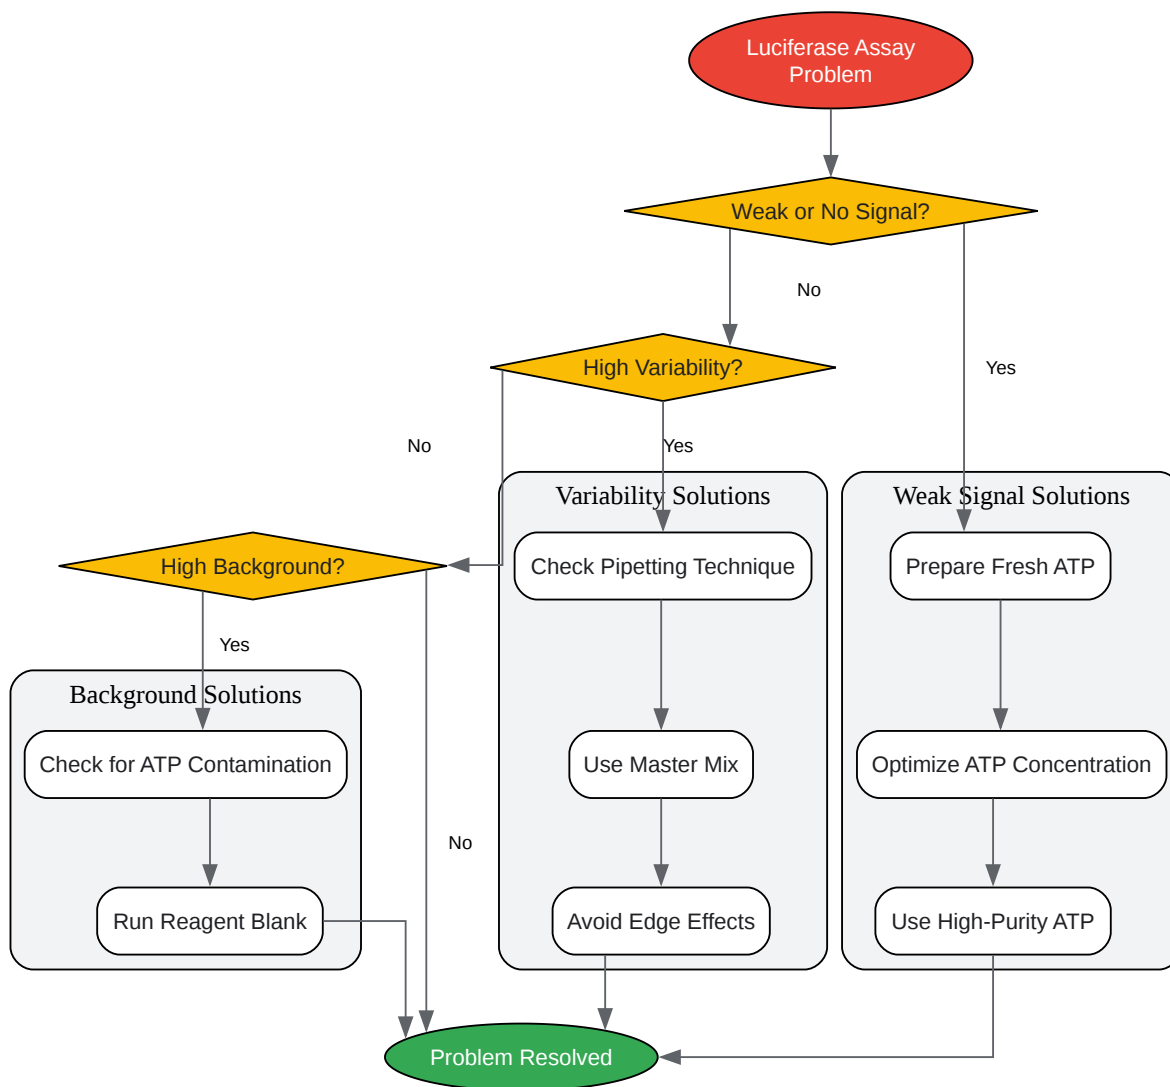 Luciferase Assay
Problem
Weak or No Signal?
No
High Variability?
Yes
No
Yes
Variability Solutions
Weak Signal Solutions
High Background?
Check Pipetting Technique
Prepare Fresh ATP
Yes
Background Solutions
Check for ATP Contamination
Use Master Mix
Optimize ATP Concentration
No
Run Reagent Blank
Avoid Edge Effects
Use High-Purity ATP
Problem Resolved